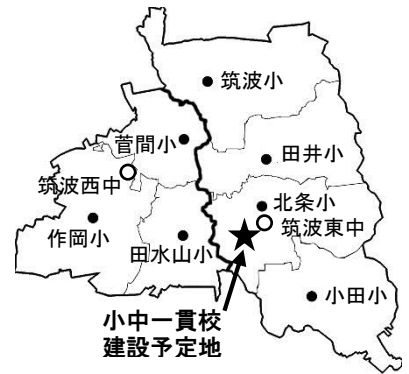 筑波小
菅間小
田井小
筑波西中
北条小
筑波東中
作岡小
田水山小
小田小
小中一貫校
建設予定地